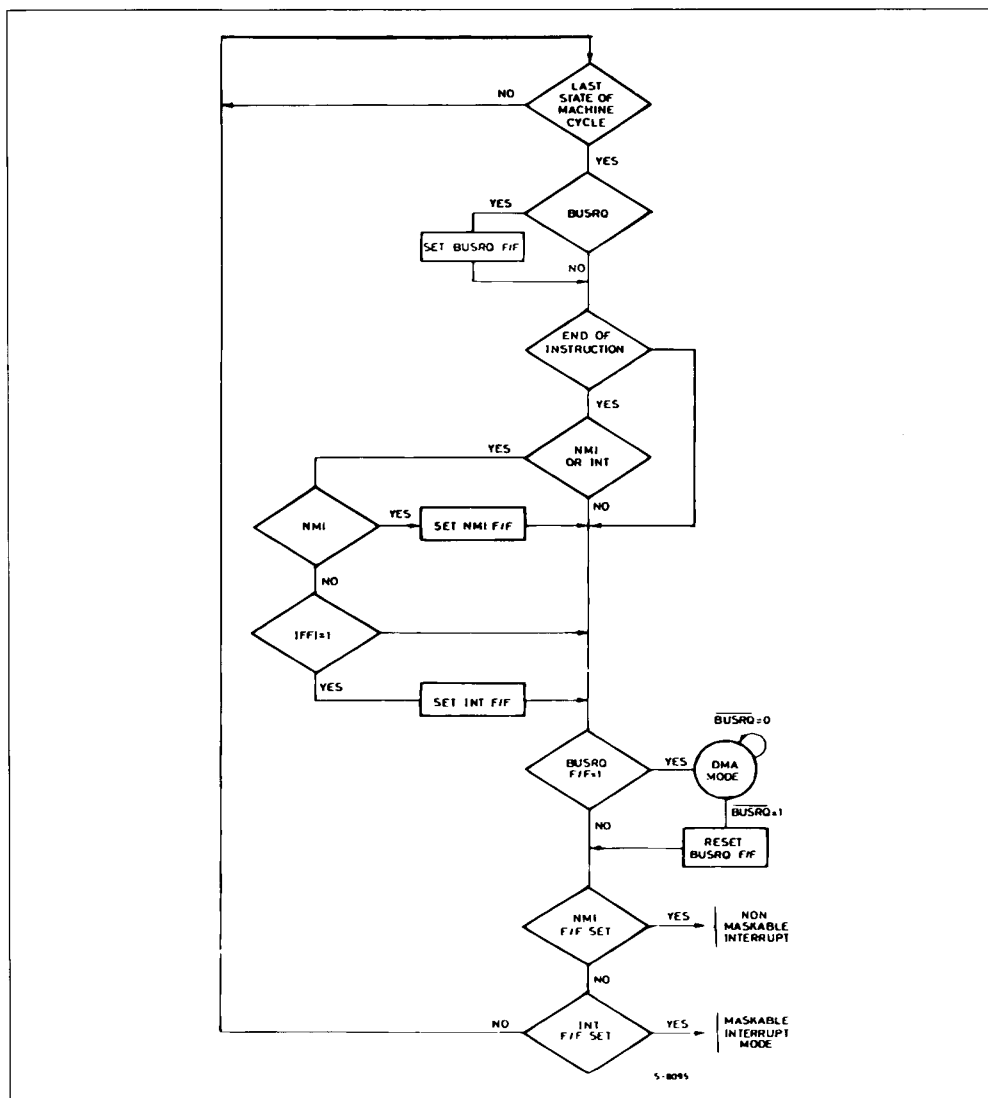 LAST
STATE OF
MACHINE
CYCLE
NO
YES
BUSRQ
YES
SET BUSRQ F/F
NO
END OF
INSTRUCTION
YES
NMI
OR INT
YES
NO
NMI
YES
SET NMI F/F
NO
IFF1=1
YES
SET INT F/F
BUSRQ
F/F=1
YES
BUSRQ=0
DMA
MODE
BUSRQ=1
NO
RESET
BUSRQ F/F
NMI
F/F SET
YES
NON
MASKABLE
INTERRUPT
NO
INT
F/F SET
NO
YES
MASKABLE
INTERRUPT
MODE
S-8095